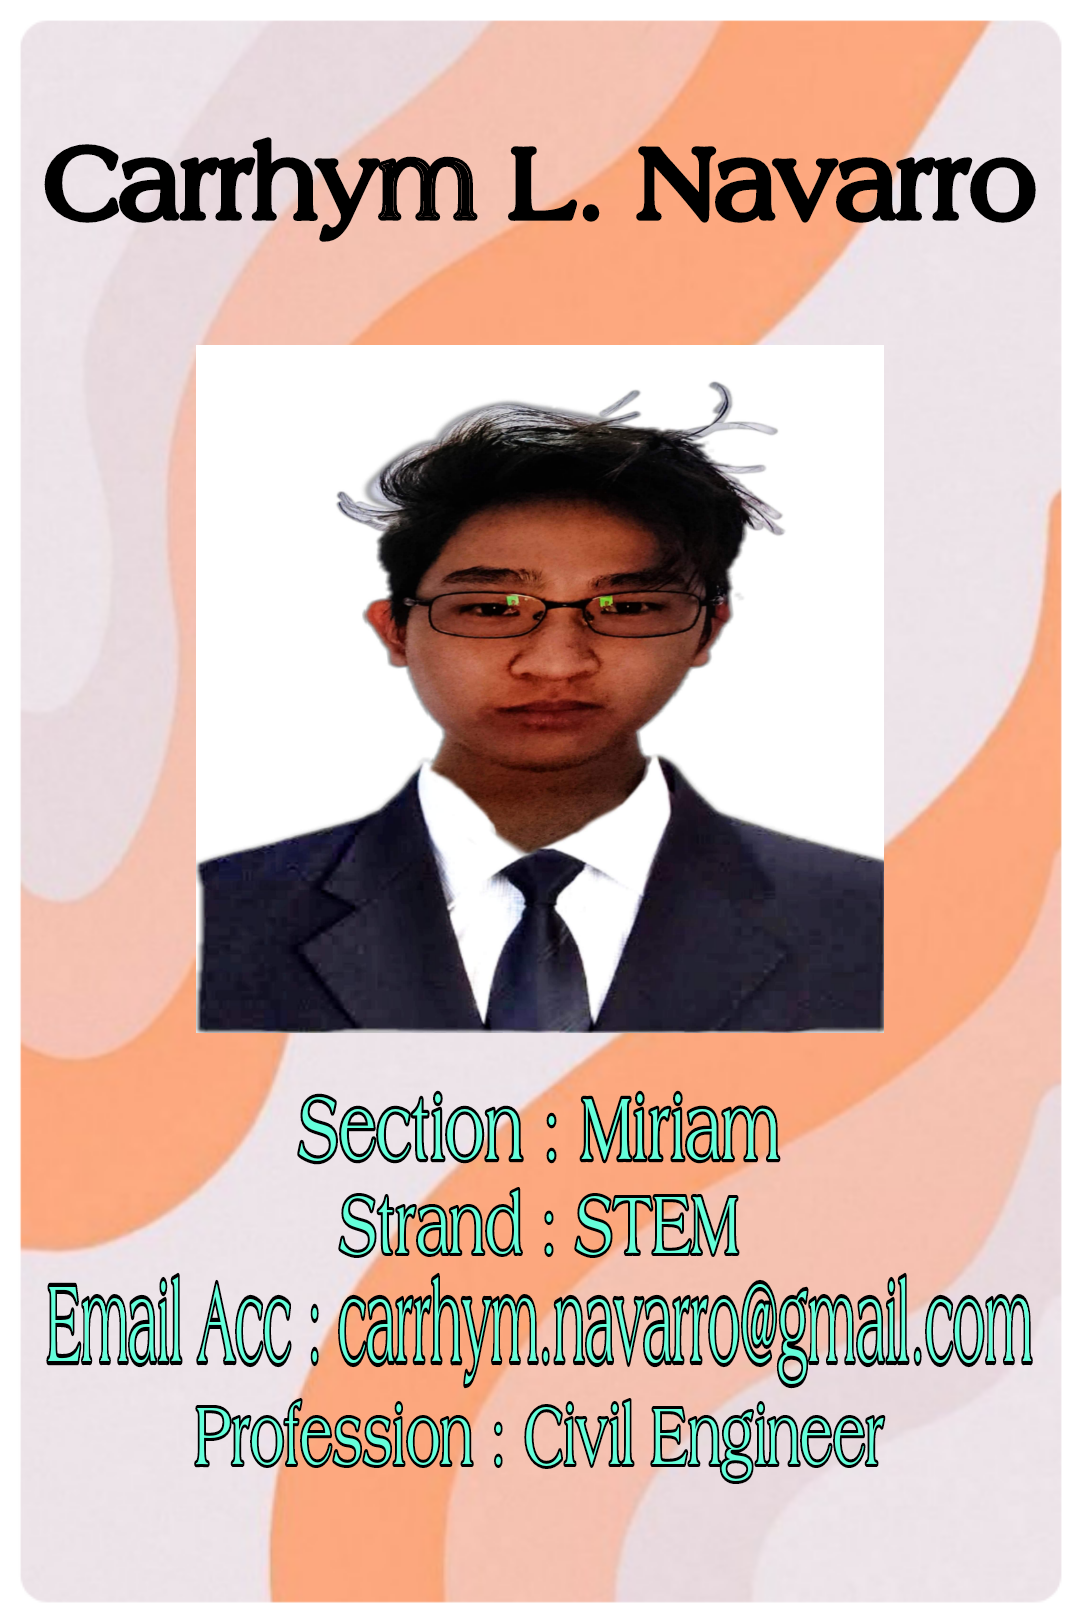 Carrhym L. Navarro
Section : Miriam
Strand : STEM
Email Acc : carrhym.navarro@gmail.com
Profession : Civil Engineer